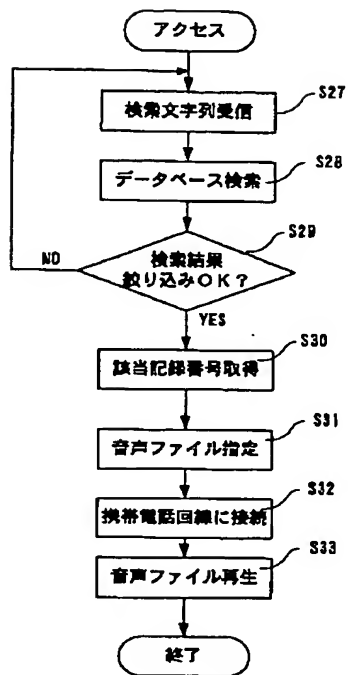 アクセス
S27
検索文字列受信
S28
データベース検索
S29
検索結果
絞り込みOK?
NO
YES
S30
該当記録番号取得
S31
音声ファイル指定
S32
携帯電話回線に接続
S33
音声ファイル再生
終了